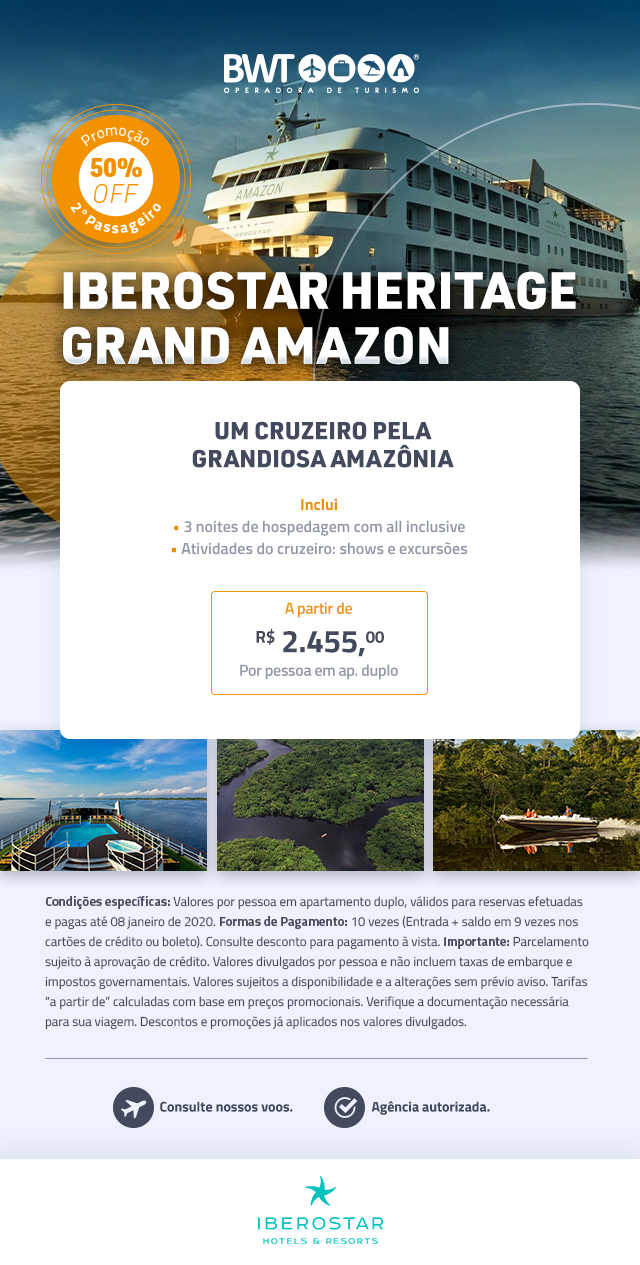 BWT
OPERADORA DE TURISMO
Promoção
50%
OFF
2º Passageiro
AMAZON
IBEROSTAR
IBEROSTAR HERITAGE
GRAND AMAZON
UM CRUZEIRO PELA
GRANDIOSA AMAZÔNIA
Inclui
▪ 3 noites de hospedagem com all inclusive
▪ Atividades do cruzeiro: shows e excursões
A partir de
R$ 2.455,00
Por pessoa em ap. duplo
Condições específicas: Valores por pessoa em apartamento duplo, válidos para reservas efetuadas
e pagas até 08 janeiro de 2020. Formas de Pagamento: 10 vezes (Entrada + saldo em 9 vezes nos
cartões de crédito ou boleto). Consulte desconto para pagamento à vista. Importante: Parcelamento
sujeito à aprovação de crédito. Valores divulgados por pessoa e não incluem taxas de embarque e
impostos governamentais. Valores sujeitos a disponibilidade e a alterações sem prévio aviso. Tarifas
“a partir de” calculadas com base em preços promocionais. Verifique a documentação necessária
para sua viagem. Descontos e promoções já aplicados nos valores divulgados.
Consulte nossos voos.
Agência autorizada.
IBEROSTAR
HOTELS & RESORTS